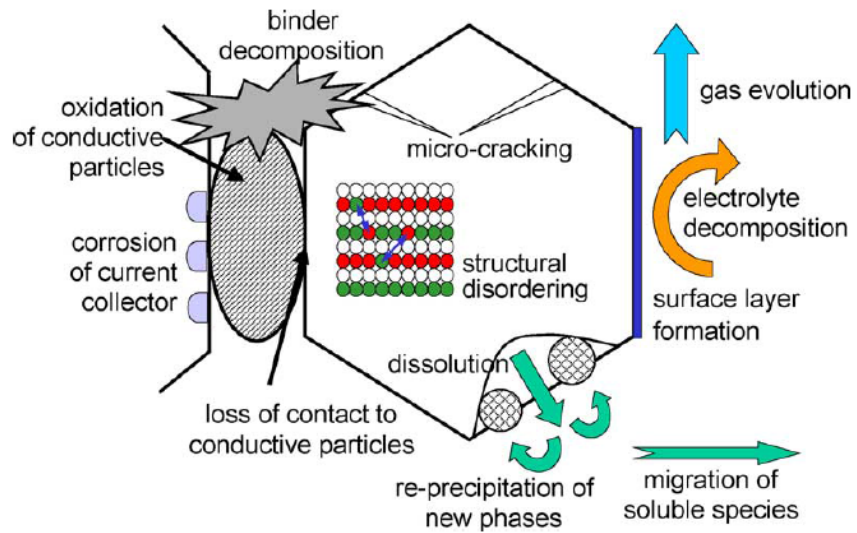 binder
decomposition
oxidation
of conductive
particles
gas evolution
micro-cracking
electrolyte
decomposition
corrosion
of current
collector
structural
disordering
surface layer
formation
dissolution
loss of contact to
conductive particles
re-precipitation of
new phases
migration of
soluble species